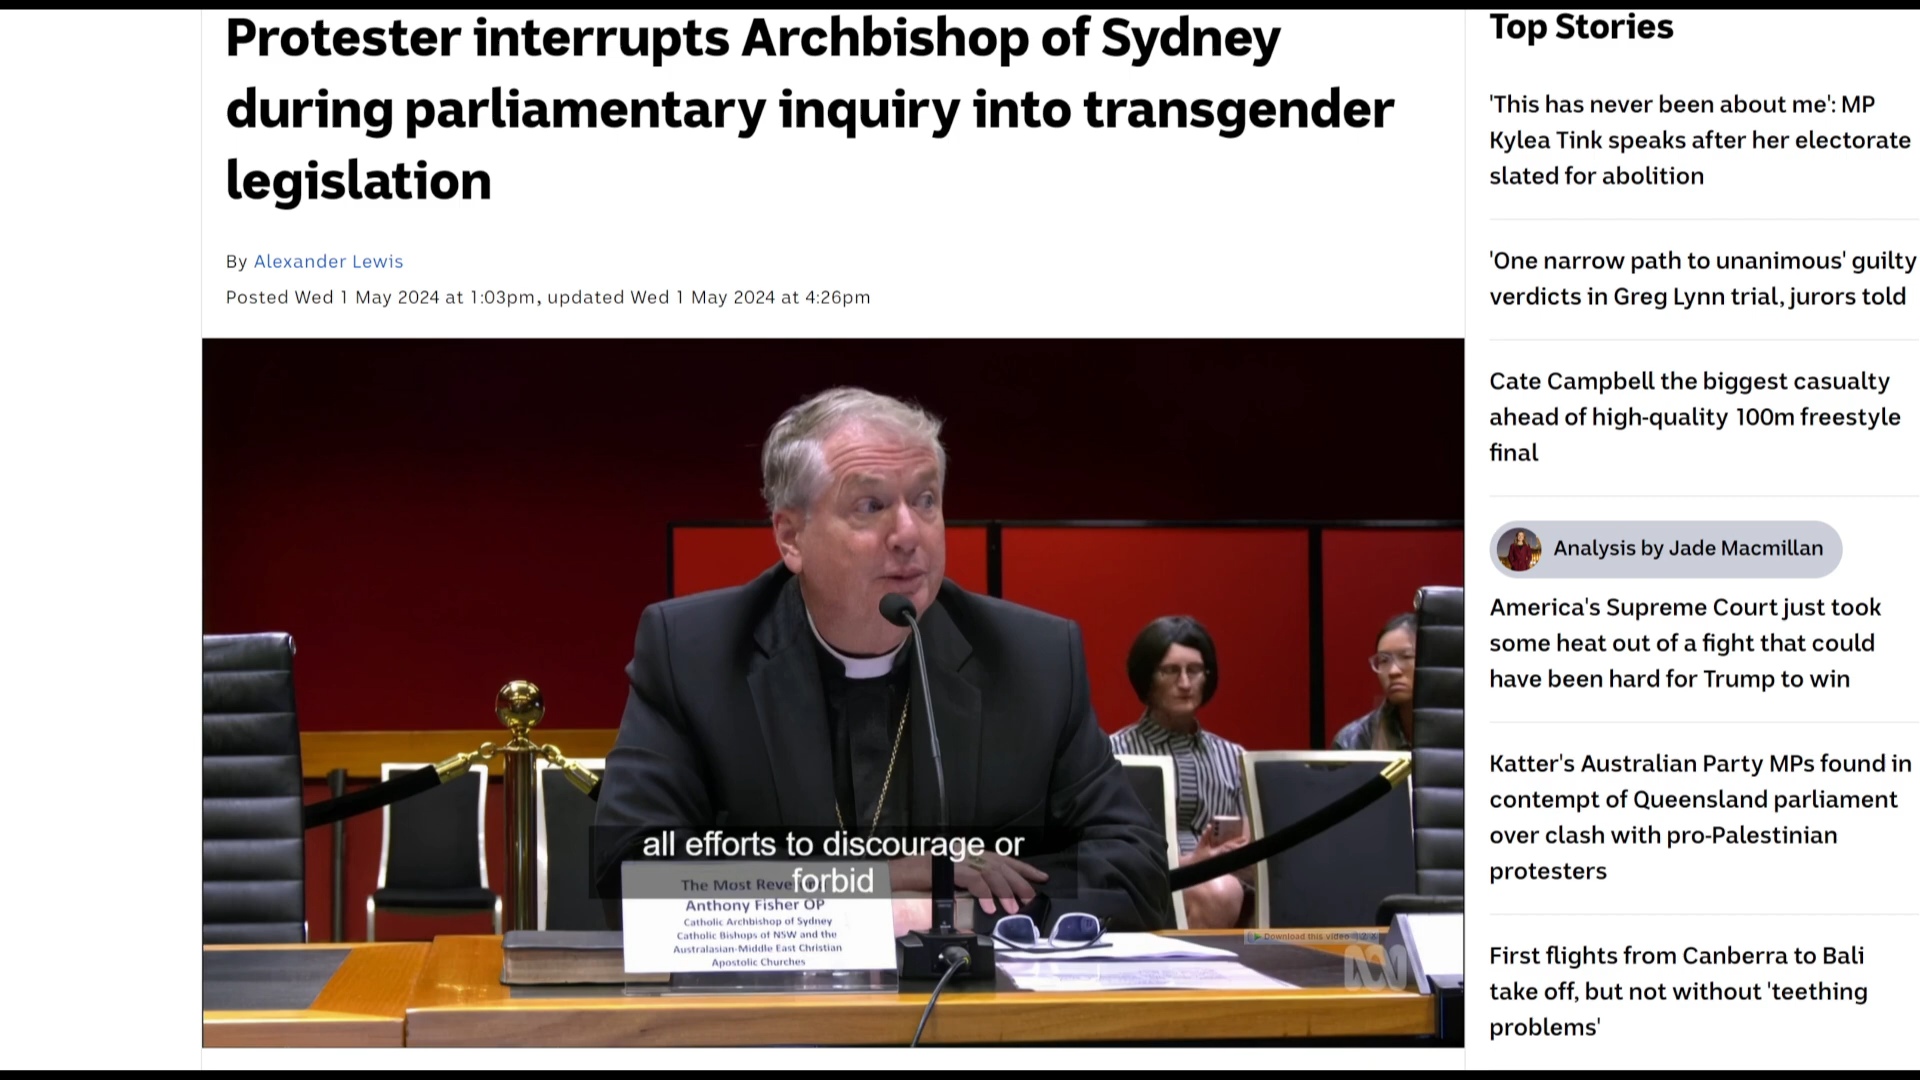 Protester interrupts Archbishop of Sydney
during parliamentary inquiry into transgender
legislation
By Alexander Lewis
Posted Wed 1 May 2024 at 1:03pm, updated Wed 1 May 2024 at 4:26pm
all efforts to discourage or
forbid
The Most
Anthony Fisher OP
Catholic Archbishop of Sydney
Catholic Bishops of NSW and the
Australasian-Middle East Christian
Apostolic Churches
Download this video
Top Stories
'This has never been about me': MP
Kylea Tink speaks after her electorate
slated for abolition
'One narrow path to unanimous' guilty
verdicts in Greg Lynn trial, jurors told
Cate Campbell the biggest casualty
ahead of high-quality 100m freestyle
final
Analysis by Jade Macmillan
America's Supreme Court just took
some heat out of a fight that could
have been hard for Trump to win
Katter's Australian Party MPs found in
contempt of Queensland parliament
over clash with pro-Palestinian
protesters
First flights from Canberra to Bali
take off, but not without 'teething
problems'